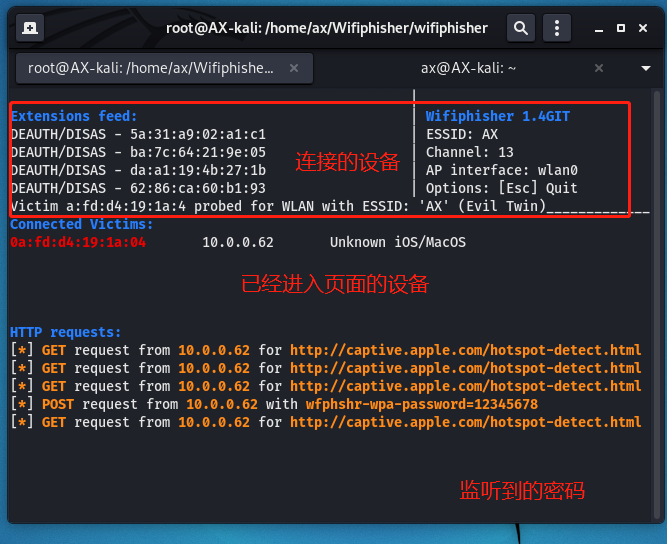 root@AX-kali: /home/ax/Wifiphisher/wifiphisher
root@AX-kali: /home/ax/Wifiphishe... × ax@AX-kali: ~ ×
Extensions feed: | Wifiphisher 1.4GIT
DEAUTH/DISAS - 5a:31:a9:02:a1:c1 | ESSID: AX
DEAUTH/DISAS - ba:7c:64:21:9e:05 | Channel: 13
连接的设备
DEAUTH/DISAS - da:a1:19:4b:27:1b | AP interface: wlan0
DEAUTH/DISAS - 62:86:ca:60:b1:93 | Options: [Esc] Quit
Victim a:fd:d4:19:1a:4 probed for WLAN with ESSID: 'AX' (Evil Twin)_____________
Connected Victims:
0a:fd:d4:19:1a:04 10.0.0.62 Unknown iOS/MacOS
已经进入页面的设备
HTTP requests:
[*] GET request from 10.0.0.62 for http://captive.apple.com/hotspot-detect.html
[*] GET request from 10.0.0.62 for http://captive.apple.com/hotspot-detect.html
[*] GET request from 10.0.0.62 for http://captive.apple.com/hotspot-detect.html
[*] POST request from 10.0.0.62 with wfphshr-wpa-password=12345678
[*] GET request from 10.0.0.62 for http://captive.apple.com/hotspot-detect.html
监听到的密码